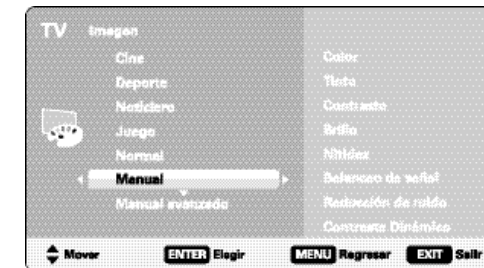 TV Imagen
Cine
Deporte
Noticiero
Juego
Normal
Manual
Manual avanzado
Color
Tinta
Contraste
Brillo
Nitidez
Balanceo de señal
Reducción de ruido
Contraste Dinámico
Mover ENTER Elegir MENU Regresar EXIT Salir